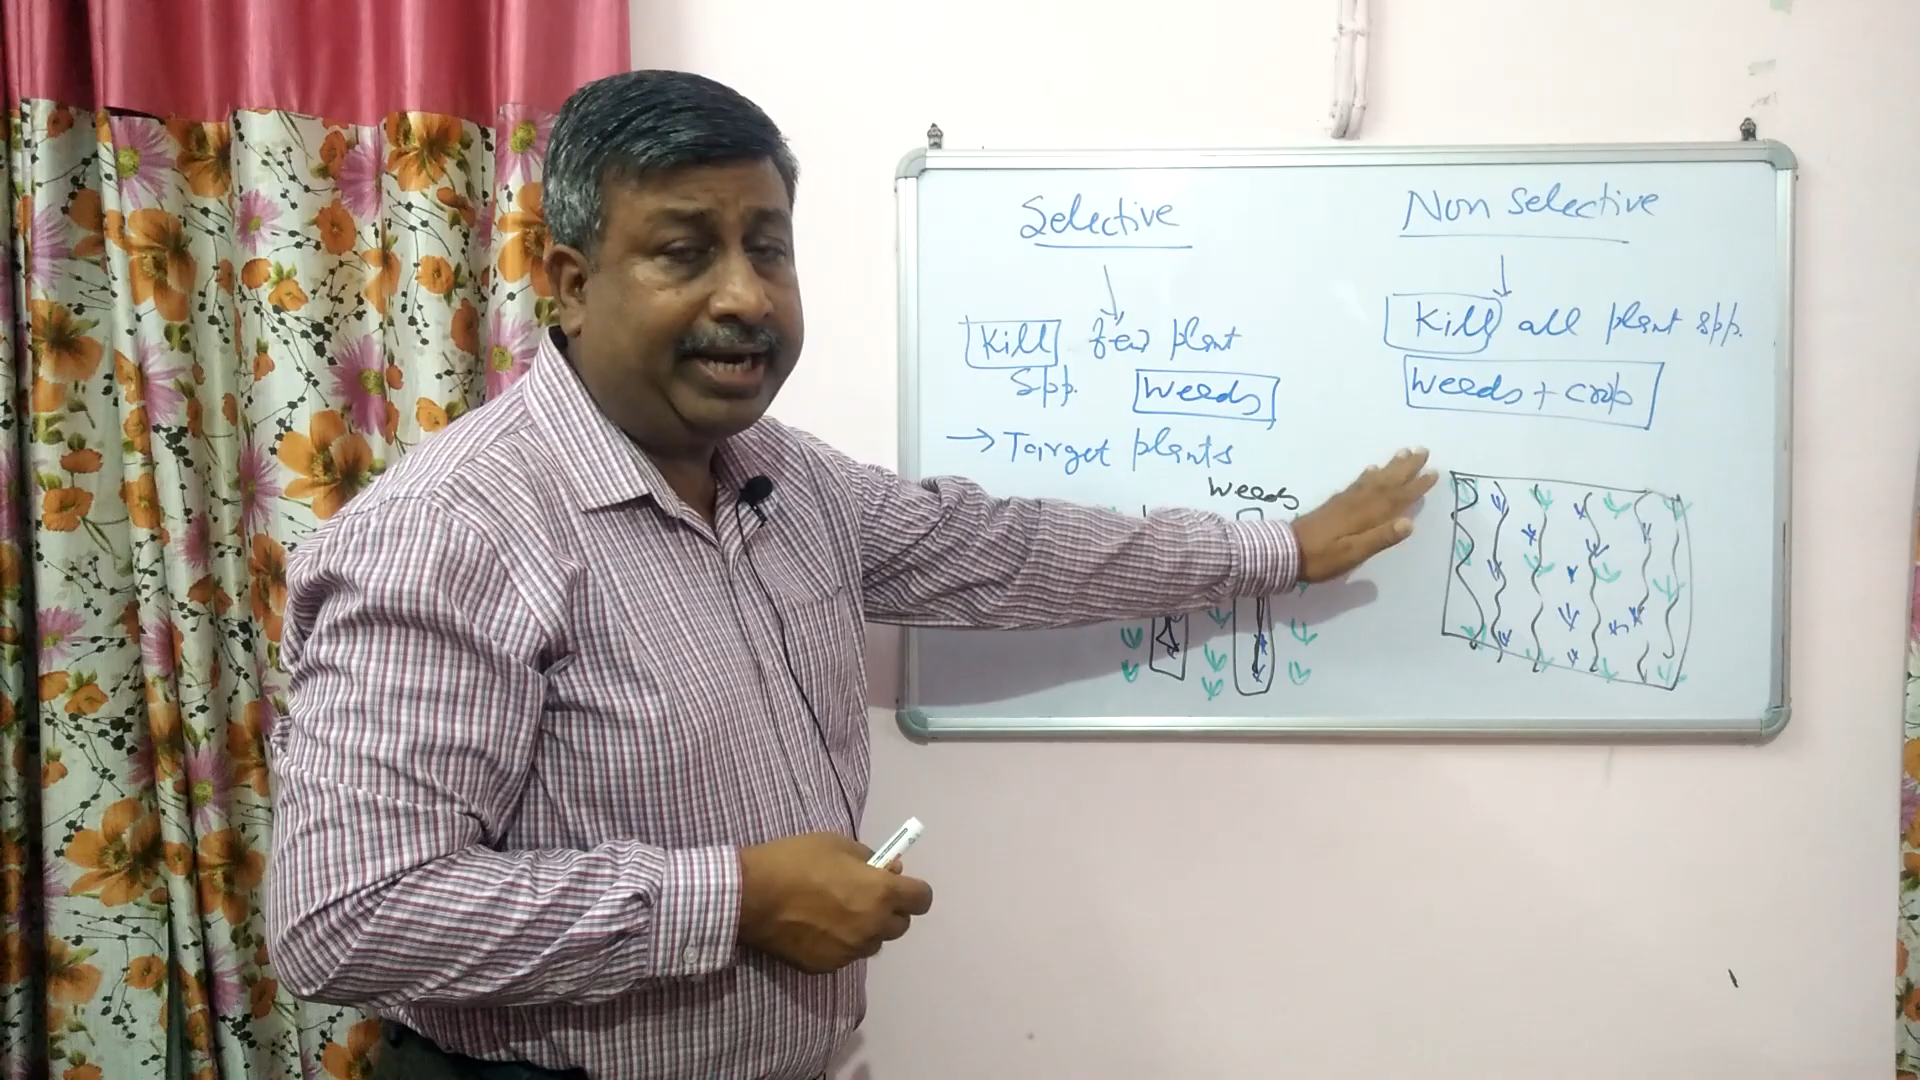 Selective
Kill few plant
spp. Weeds
→ Target plants
Weeds
Non Selective
Kill all plant spp.
Weeds + crop